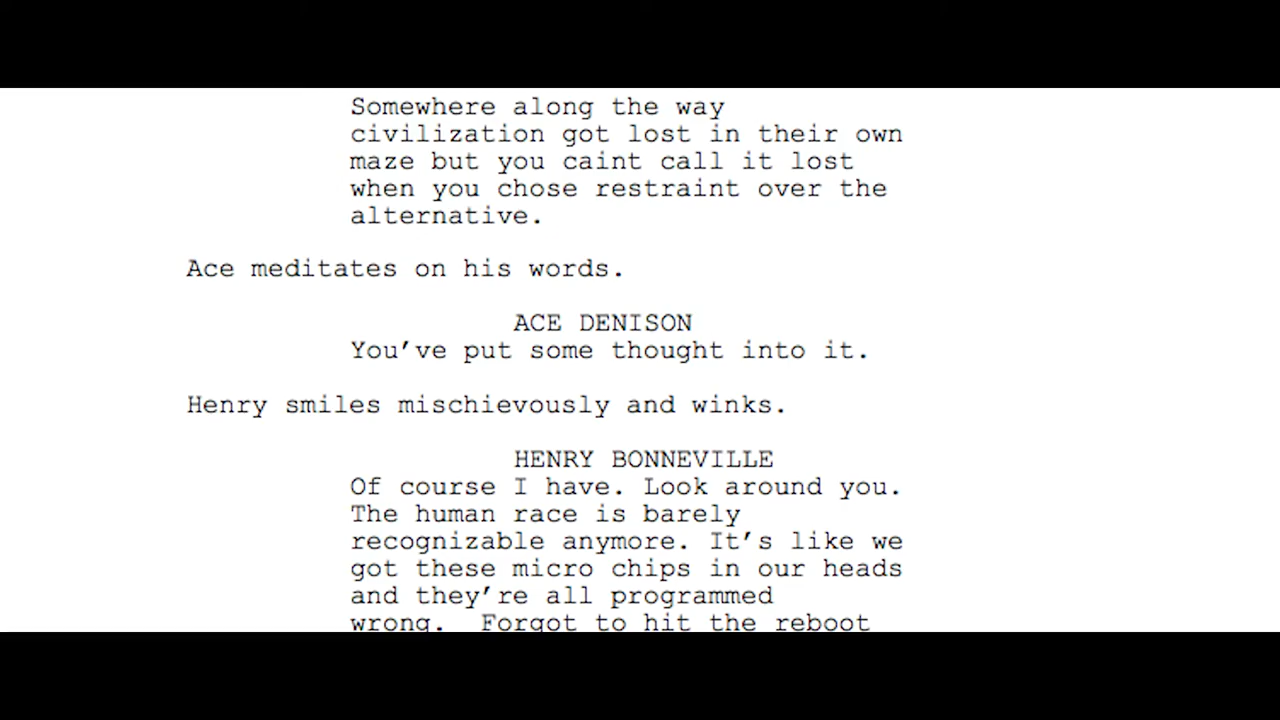 Somewhere along the way
civilization got lost in their own
maze but you caint call it lost
when you chose restraint over the
alternative.
Ace meditates on his words.
ACE DENISON
You've put some thought into it.
Henry smiles mischievously and winks.
HENRY BONNEVILLE
Of course I have. Look around you.
The human race is barely
recognizable anymore. It's like we
got these micro chips in our heads
and they're all programmed
wrong.  Forgot to hit the reboot